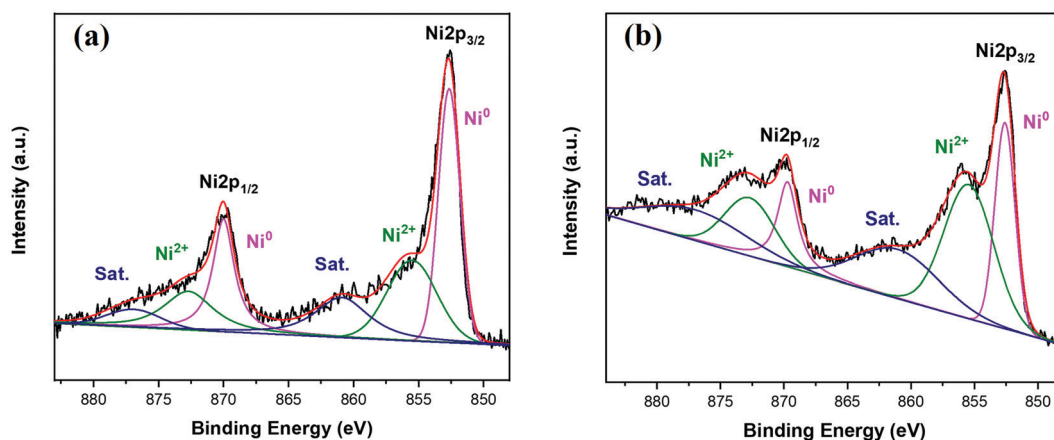 (a)
Ni2p3/2
Ni0
Ni2p1/2
Ni2+
Ni0
Ni2+
Sat.
Sat.
Intensity (a.u.)
880 875 870 865 860 855 850
Binding Energy (eV)
(b)
Ni2p3/2
Ni0
Ni2p1/2
Ni2+
Ni2+
Sat.
Ni0
Sat.
Intensity (a.u.)
880 875 870 865 860 855 850
Binding Energy (eV)